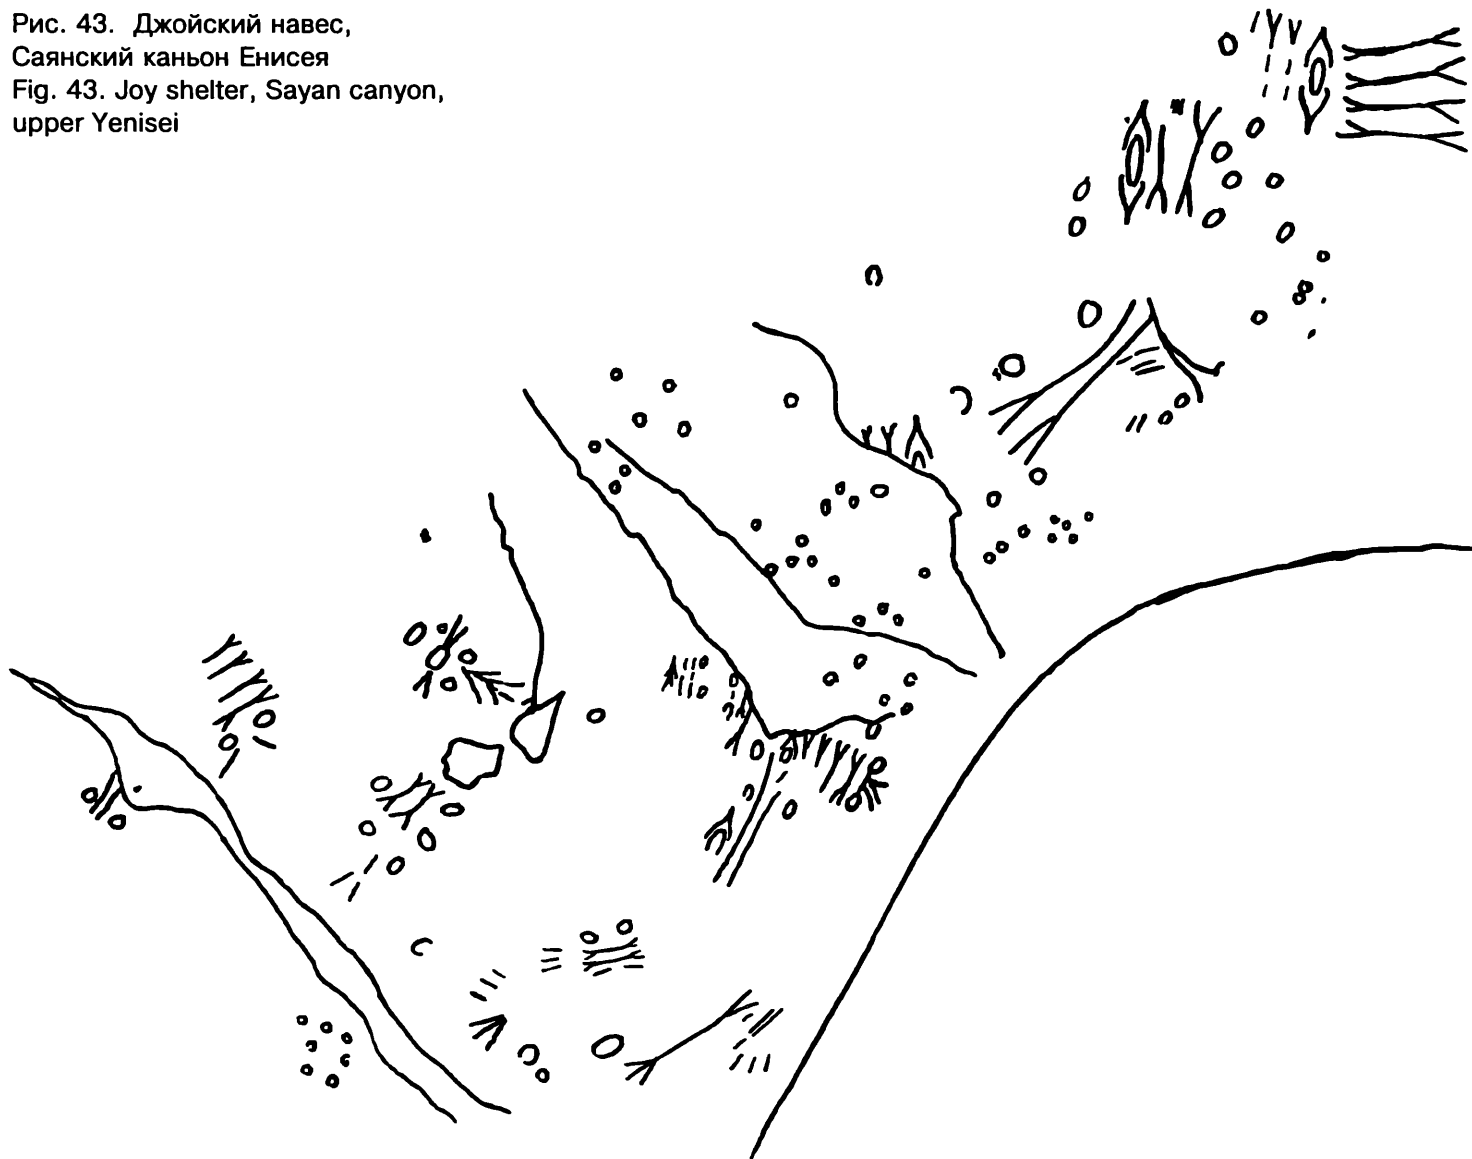 Рис. 43. Джойский навес,
Саянский каньон Енисея
Fig. 43. Joy shelter, Sayan canyon,
upper Yenisei